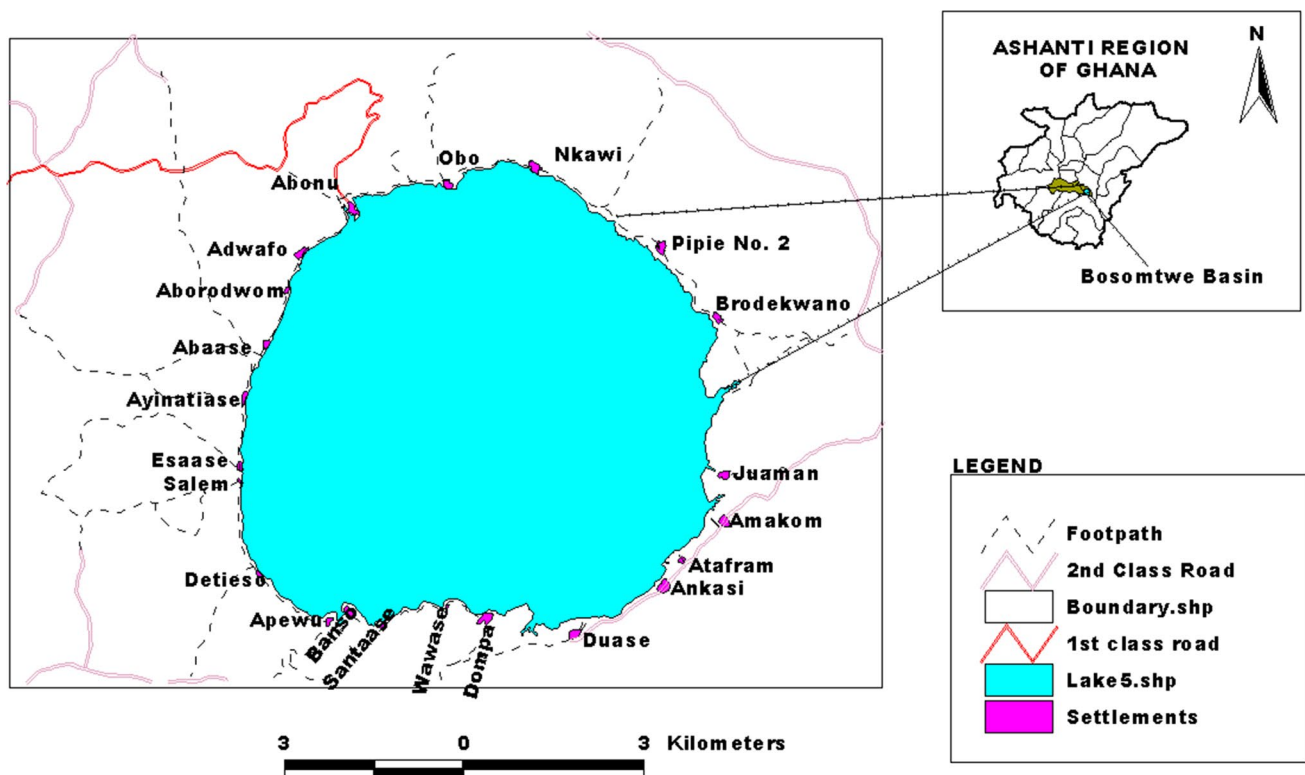 ASHANTI REGION
OF GHANA
N
Bosomtwe Basin
Obo
Nkawi
Abonu
Adwafo
Pipie No. 2
Aborodwom
Brodekwano
Abaase
Ayinatiase
Esaase
Salem
Juaman
Amakom
Atafram
Detieso
Ankasi
Apewu
Banso
Santaase
Wawase
Dompa
Duase
LEGEND
Footpath
2nd Class Road
Boundary.shp
1st class road
Lake5.shp
Settlements
3 0 3 Kilometers